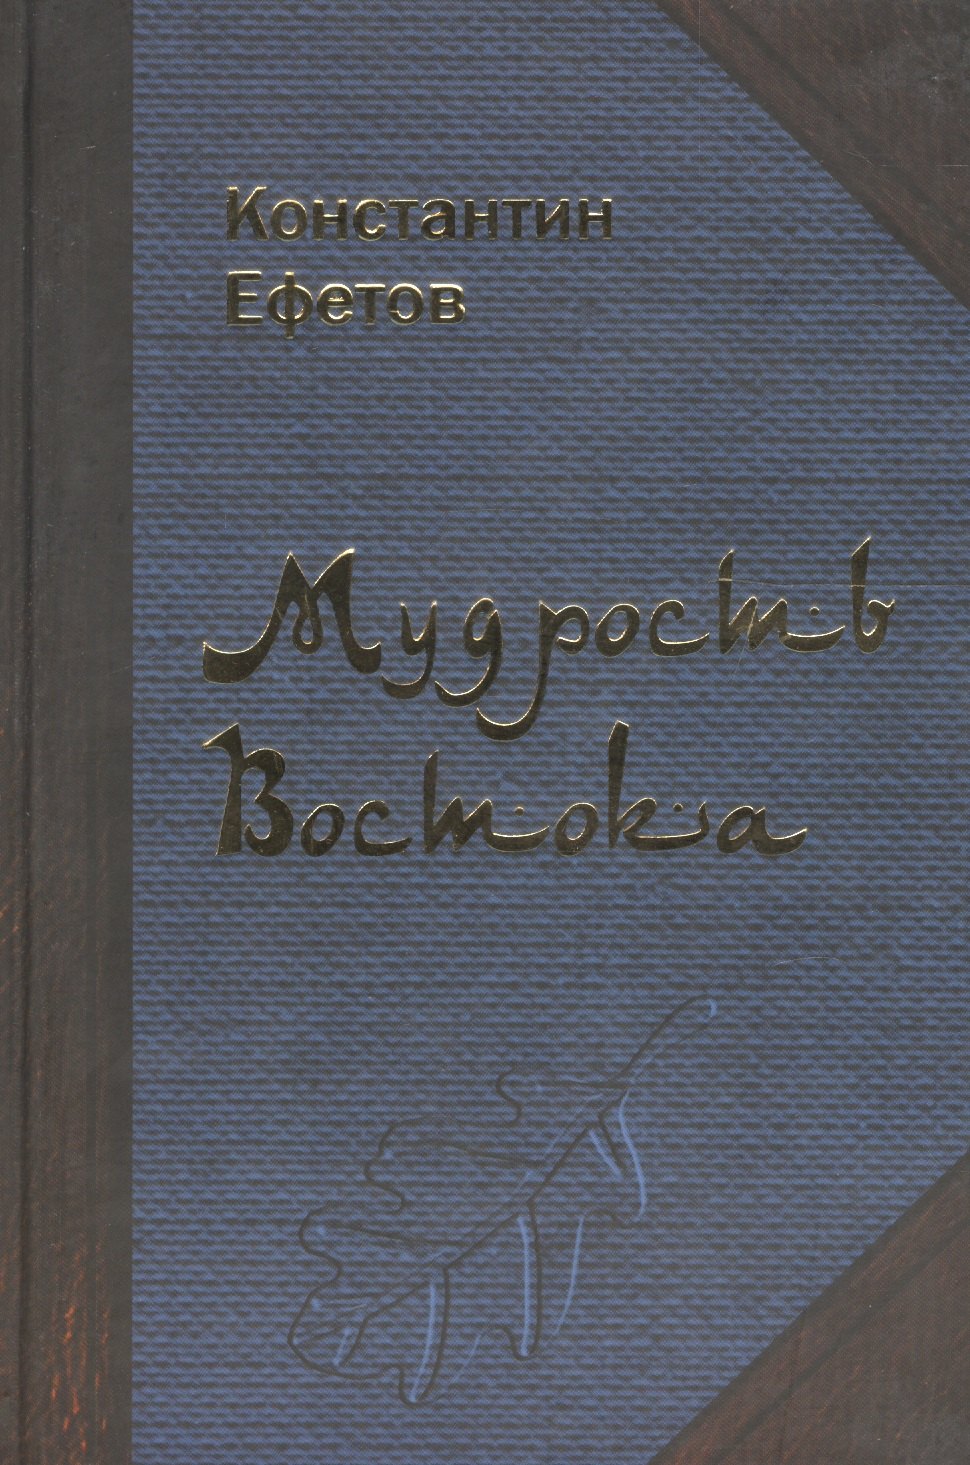 Константин
Ефетов
Мудрость
Востока